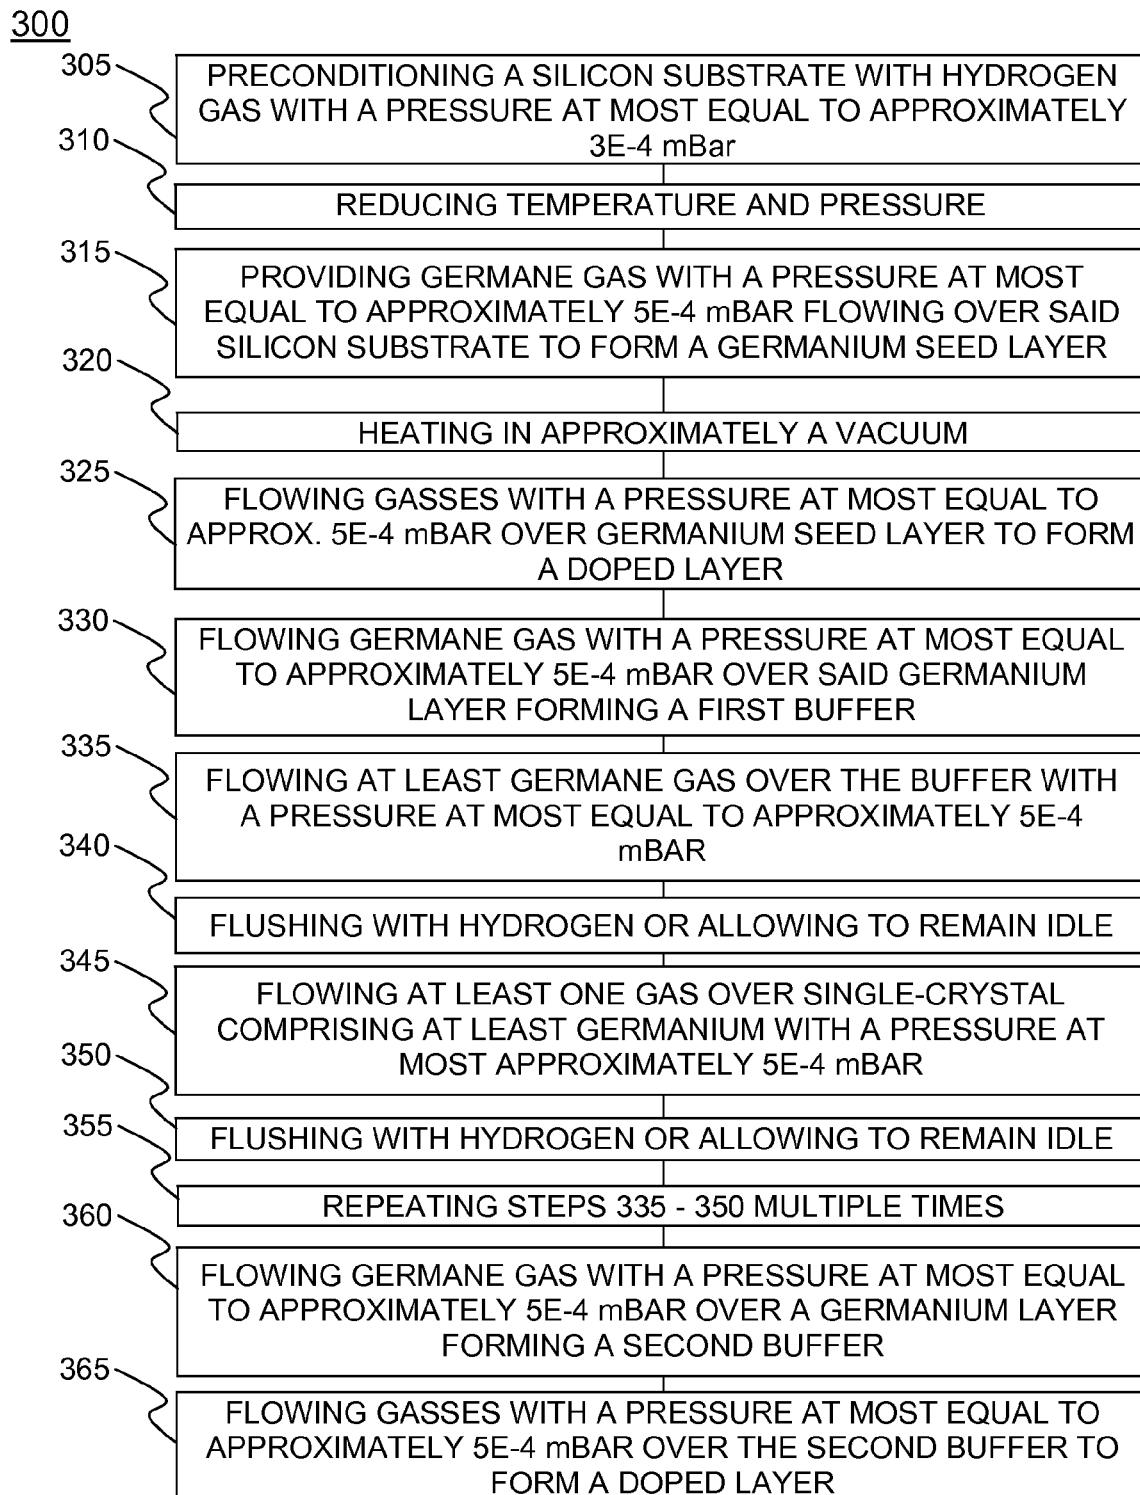 300
305
PRECONDITIONING A SILICON SUBSTRATE WITH HYDROGEN
GAS WITH A PRESSURE AT MOST EQUAL TO APPROXIMATELY
3E-4 mBar
310
REDUCING TEMPERATURE AND PRESSURE
315
PROVIDING GERMANE GAS WITH A PRESSURE AT MOST
EQUAL TO APPROXIMATELY 5E-4 mBAR FLOWING OVER SAID
SILICON SUBSTRATE TO FORM A GERMANIUM SEED LAYER
320
HEATING IN APPROXIMATELY A VACUUM
325
FLOWING GASSES WITH A PRESSURE AT MOST EQUAL TO
APPROX. 5E-4 mBAR OVER GERMANIUM SEED LAYER TO FORM
A DOPED LAYER
330
FLOWING GERMANE GAS WITH A PRESSURE AT MOST EQUAL
TO APPROXIMATELY 5E-4 mBAR OVER SAID GERMANIUM
LAYER FORMING A FIRST BUFFER
335
FLOWING AT LEAST GERMANE GAS OVER THE BUFFER WITH
A PRESSURE AT MOST EQUAL TO APPROXIMATELY 5E-4
mBAR
340
FLUSHING WITH HYDROGEN OR ALLOWING TO REMAIN IDLE
345
FLOWING AT LEAST ONE GAS OVER SINGLE-CRYSTAL
COMPRISING AT LEAST GERMANIUM WITH A PRESSURE AT
MOST APPROXIMATELY 5E-4 mBAR
350
FLUSHING WITH HYDROGEN OR ALLOWING TO REMAIN IDLE
355
REPEATING STEPS 335 - 350 MULTIPLE TIMES
360
FLOWING GERMANE GAS WITH A PRESSURE AT MOST EQUAL
TO APPROXIMATELY 5E-4 mBAR OVER A GERMANIUM LAYER
FORMING A SECOND BUFFER
365
FLOWING GASSES WITH A PRESSURE AT MOST EQUAL TO
APPROXIMATELY 5E-4 mBAR OVER THE SECOND BUFFER TO
FORM A DOPED LAYER